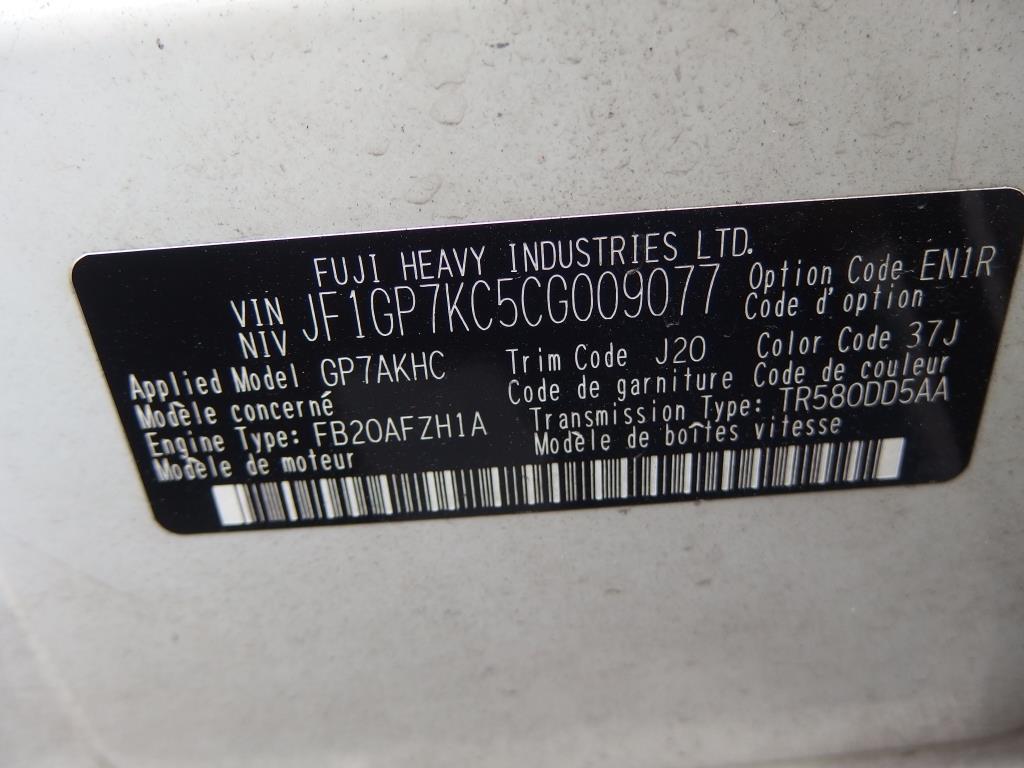 FUJI HEAVY INDUSTRIES LTD.
VIN JF1GP7KC5CG009077 Option Code EN1R
NIV Code d'option
Applied Model GP7AKHC Trim Code J20 Color Code 37J
Modèle concerné Code de garniture Code de couleur
Engine Type: FB20AFZH1A Transmission Type: TR580DD5AA
Modèle de moteur Modèle de boîtes vitesse